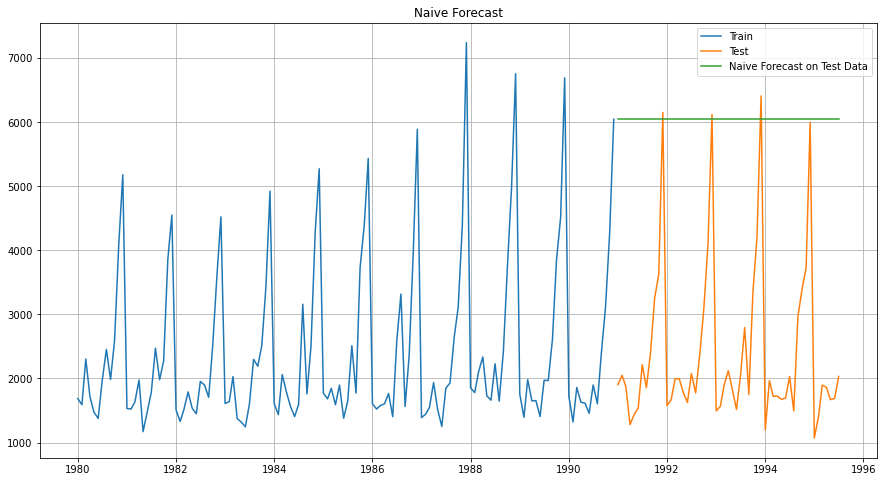 Naive Forecast
Train
Test
Naive Forecast on Test Data
7000
6000
5000
4000
3000
2000
1000
1980 1982 1984 1986 1988 1990 1992 1994 1996